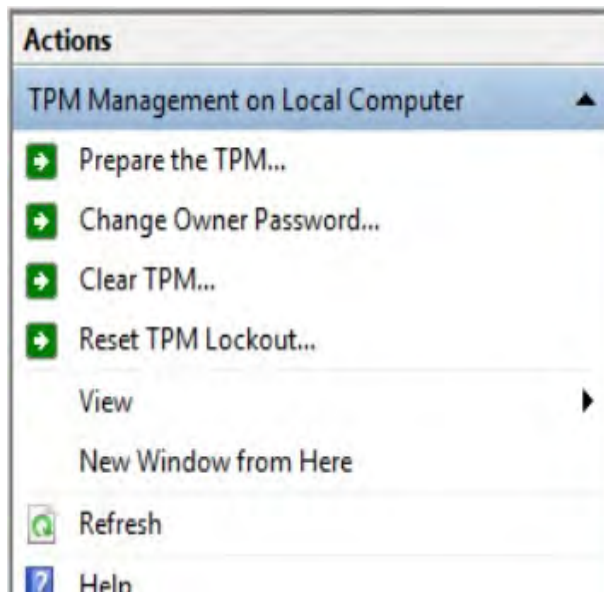 Actions
TPM Management on Local Computer
Prepare the TPM...
Change Owner Password...
Clear TPM...
Reset TPM Lockout...
View
New Window from Here
Refresh
Help